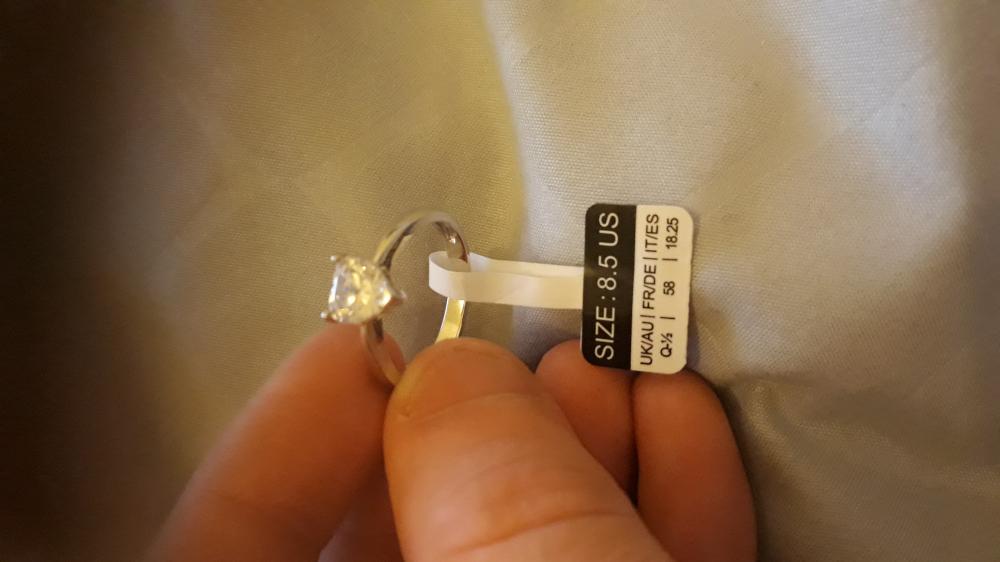 SIZE : 8.5 US
UK/AU | FR/DE | IT/ES
Q-½ | 58 | 18.25